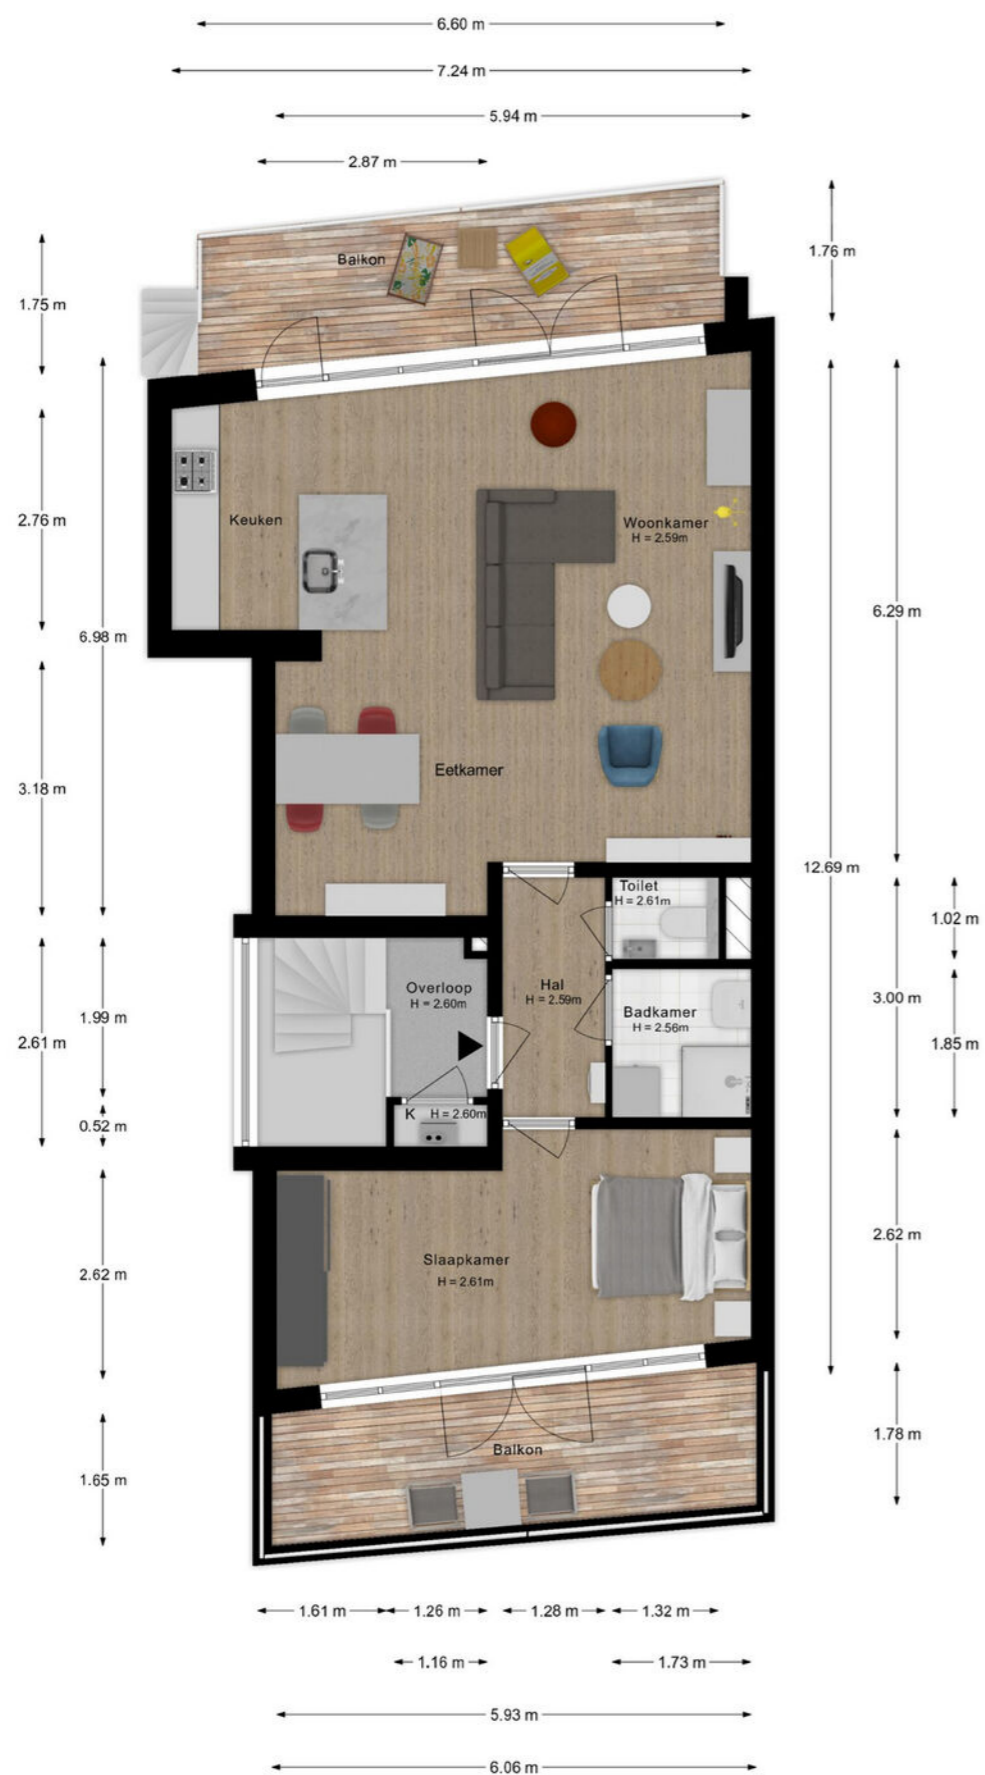 6.60 m
7.24 m
5.94 m
2.87 m
1.76 m
Balkon
1.75 m
2.76 m
Keuken
Woonkamer
H = 2.59m
6.29 m
6.98 m
3.18 m
Eetkamer
12.69 m
Toilet
H = 2.61m
1.02 m
Overloop
H = 2.60m
Hal
H = 2.59m
3.00 m
Badkamer
H = 2.56m
1.99 m
2.61 m
1.85 m
K H = 2.60m
0.52 m
2.62 m
Slaapkamer
H = 2.61m
2.62 m
1.78 m
Balkon
1.65 m
1.61 m
1.26 m
1.28 m
1.32 m
1.16 m
1.73 m
5.93 m
6.06 m